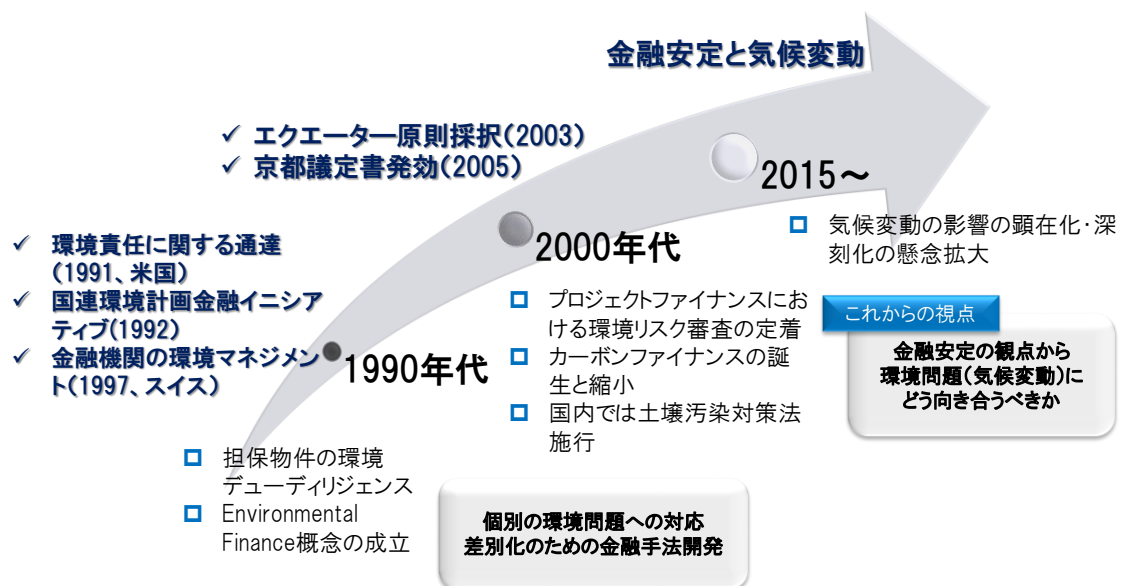 金融安定と気候変動
✓ エクエーター原則採択(2003)
✓ 京都議定書発効(2005)
2015～
✓ 環境責任に関する通達
(1991、米国)
✓ 国連環境計画金融イニシア
ティブ(1992)
✓ 金融機関の環境マネジメン
ト(1997、スイス)
1990年代
担保物件の環境
デューディリジェンス
Environmental
Finance概念の成立
2000年代
プロジェクトファイナンスにお
ける環境リスク審査の定着
カーボンファイナンスの誕
生と縮小
国内では土壌汚染対策法
施行
個別の環境問題への対応
差別化のための金融手法開発
気候変動の影響の顕在化・深
刻化の懸念拡大
これからの視点
金融安定の観点から
環境問題(気候変動)に
どう向き合うべきか